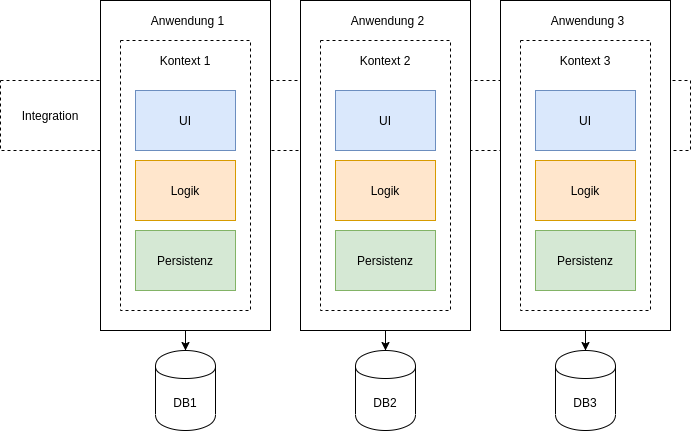 Anwendung 1
Anwendung 2
Anwendung 3
Kontext 1
Kontext 2
Kontext 3
Integration
UI
UI
UI
Logik
Logik
Logik
Persistenz
Persistenz
Persistenz
DB1
DB2
DB3